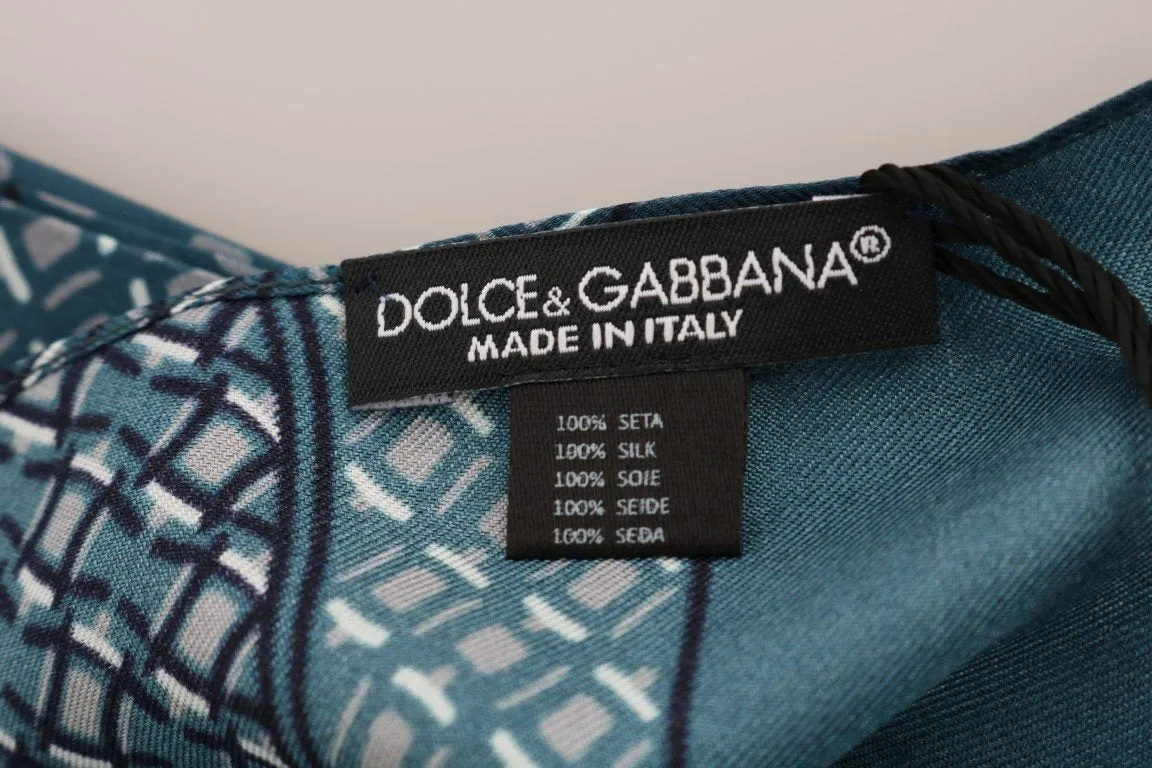 DOLCE & GABBANA®
MADE IN ITALY
100% SETA
100% SILK
100% SOIE
100% SEIDE
100% SEDA